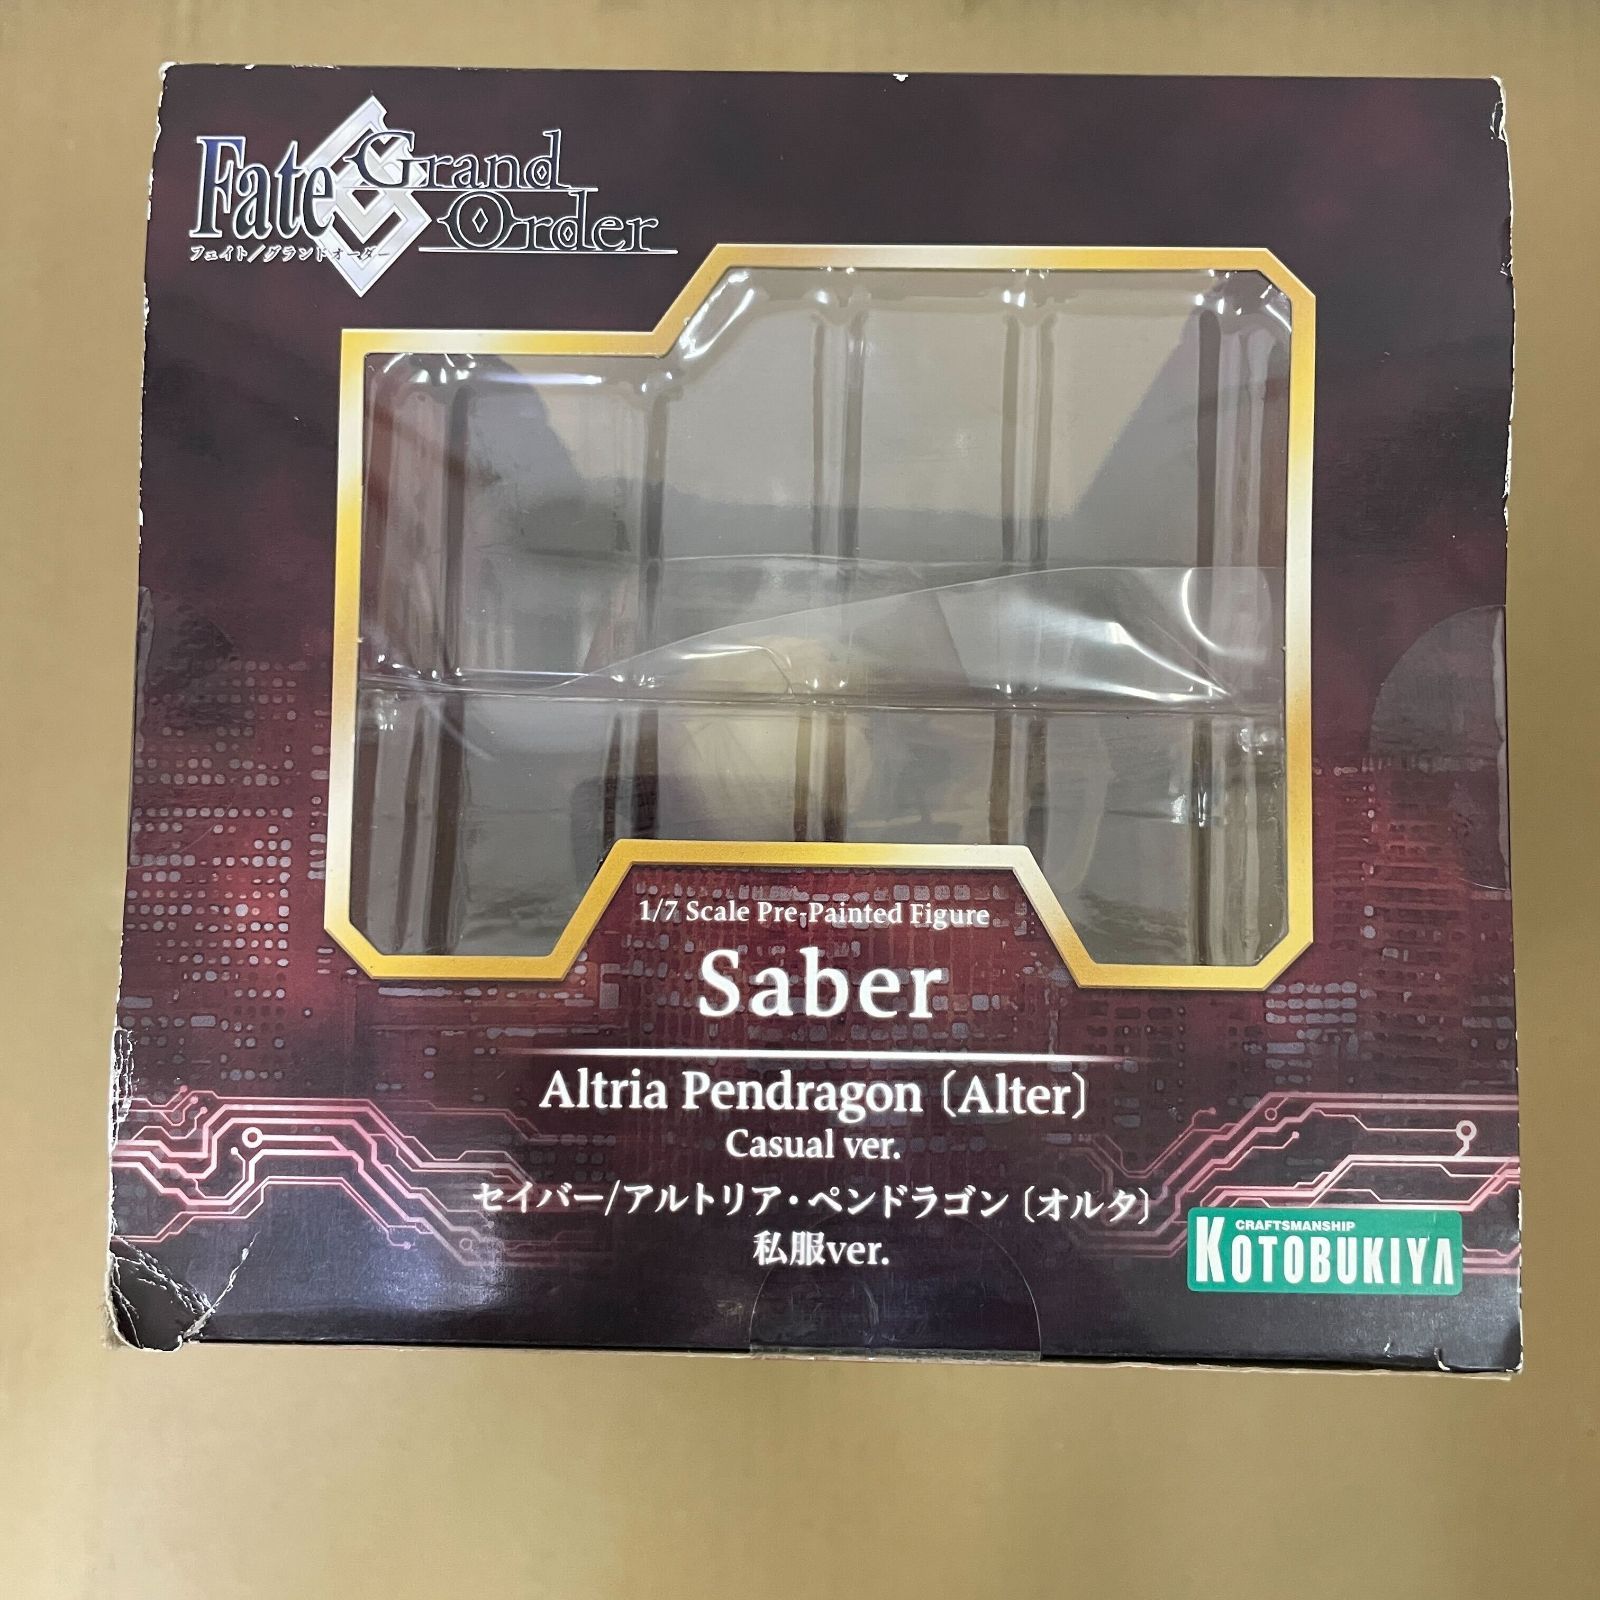 Fate Grand
Order
フェイト/グランドオーダー
1/7 Scale Pre-Painted Figure
Saber
Altria Pendragon〔Alter〕
Casual ver.
セイバー/アルトリア・ペンドラゴン〔オルタ〕
私服ver.
CRAFTSMANSHIP
KOTOBUKIYA